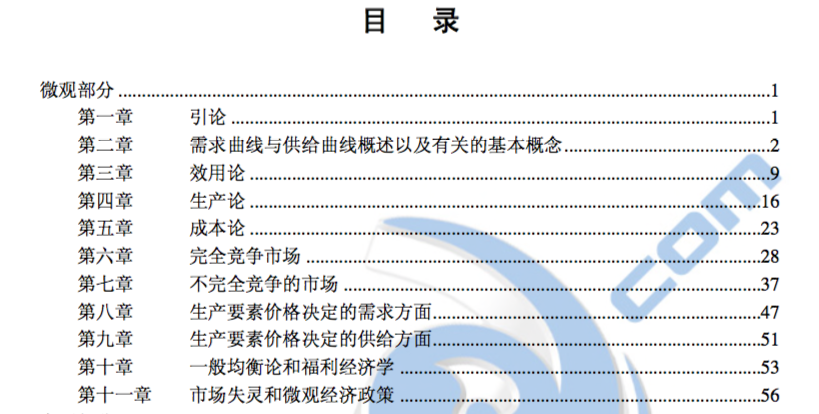 目 录
微观部分........................................1
第一章 引论........................................1
第二章 需求曲线与供给曲线概述以及有关的基本概念........................................2
第三章 效用论........................................9
第四章 生产论........................................16
第五章 成本论........................................23
第六章 完全竞争市场........................................28
第七章 不完全竞争的市场........................................37
第八章 生产要素价格决定的需求方面........................................47
第九章 生产要素价格决定的供给方面........................................51
第十章 一般均衡论和福利经济学........................................53
第十一章 市场失灵和微观经济政策........................................56
com